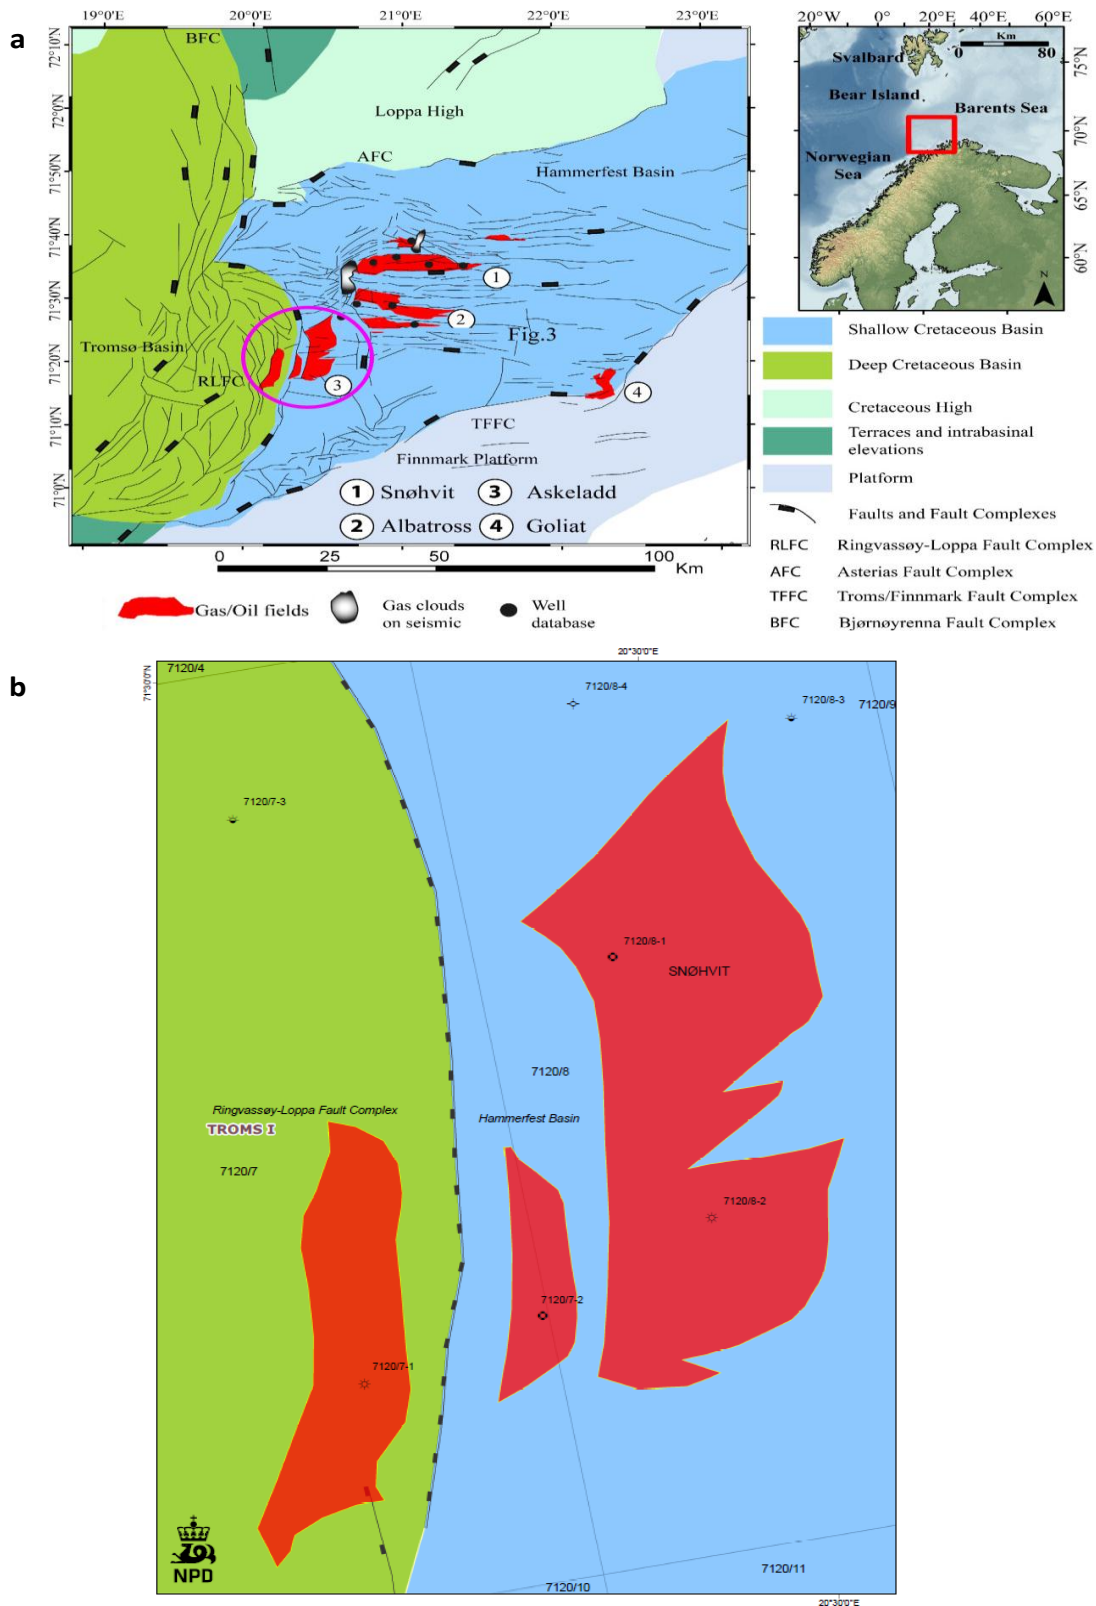 a
19°0'E 20°0'E 21°0'E 22°0'E 23°0'E
72°10'N
72°0'N
71°50'N
71°40'N
71°30'N
71°20'N
71°10'N
71°0'N
BFC
Loppa High
AFC
Hammerfest Basin
1
2
Fig.3
Tromsø Basin
RLFC
3
4
TFFC
Finnmark Platform
1 Snøhvit 3 Askeladd
2 Albatross 4 Goliat
0 25 50 100
Km
Gas/Oil fields
Gas clouds
on seismic
Well
database
20°W 0° 20°E 40°E 60°E
Km
0 80
75°N
70°N
65°N
60°N
Svalbard
Bear Island
Barents Sea
Norwegian
Sea
N
Shallow Cretaceous Basin
Deep Cretaceous Basin
Cretaceous High
Terraces and intrabasinal
elevations
Platform
Faults and Fault Complexes
RLFC Ringvassøy-Loppa Fault Complex
AFC Asterias Fault Complex
TFFC Troms/Finnmark Fault Complex
BFC Bjørnøyrenna Fault Complex
b
20°30'0"E
71°30'0"N
7120/4
7120/8-4
7120/8-3
7120/9
7120/7-3
7120/8-1
SNØHVIT
7120/8
Ringvassøy-Loppa Fault Complex
Hammerfest Basin
TROMS I
7120/7
7120/8-2
7120/7-2
7120/7-1
NPD
7120/11
7120/10
20°30'0"E